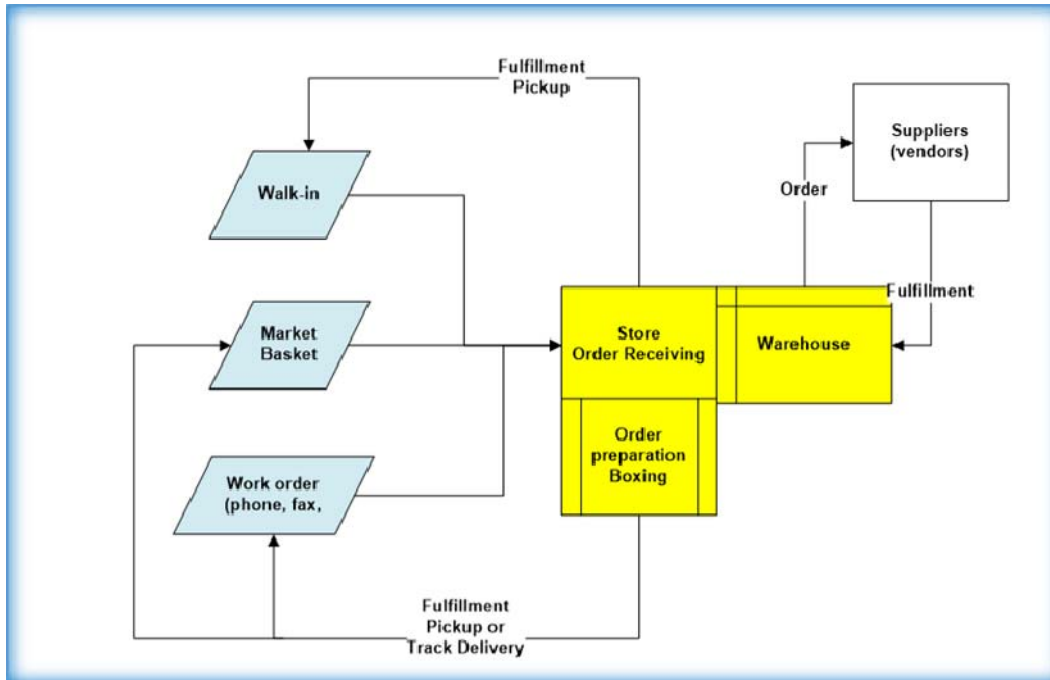 Fulfillment
Pickup
Suppliers
(vendors)
Walk-in
Order
Fulfillment
Market
Basket
Store
Order Receiving
Warehouse
Order
preparation
Boxing
Work order
(phone, fax,
Fulfillment
Pickup or
Track Delivery